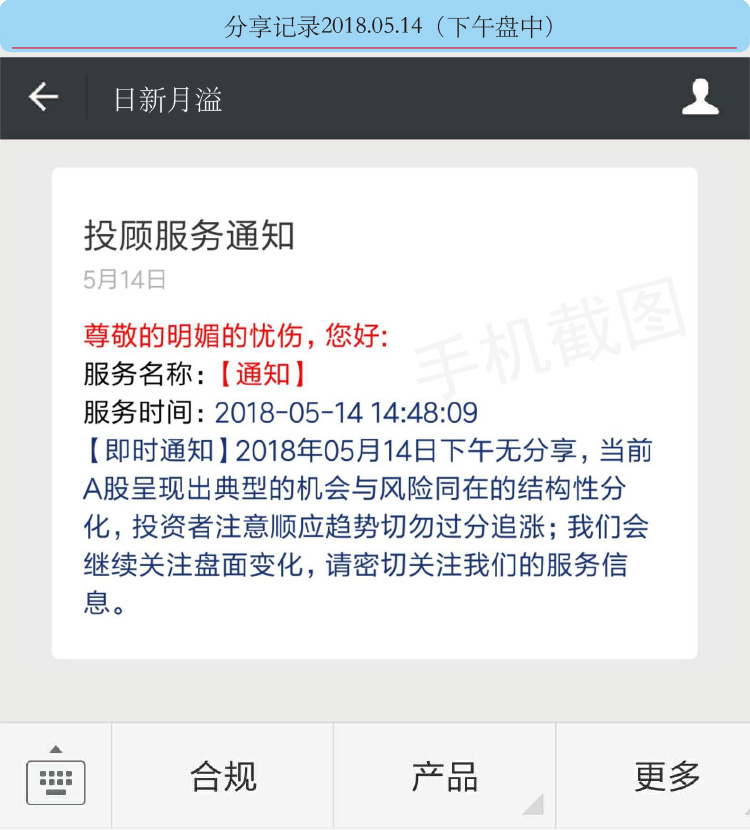 分享记录2018.05.14（下午盘中）
日新月溢
投顾服务通知
5月14日
手机截图
尊敬的明媚的忧伤，您好：
服务名称：【通知】
服务时间：2018-05-14 14:48:09
【即时通知】2018年05月14日下午无分享，当前
A股呈现出典型的机会与风险同在的结构性分
化，投资者注意顺应趋势切勿过分追涨；我们会
继续关注盘面变化，请密切关注我们的服务信
息。
合规
产品
更多